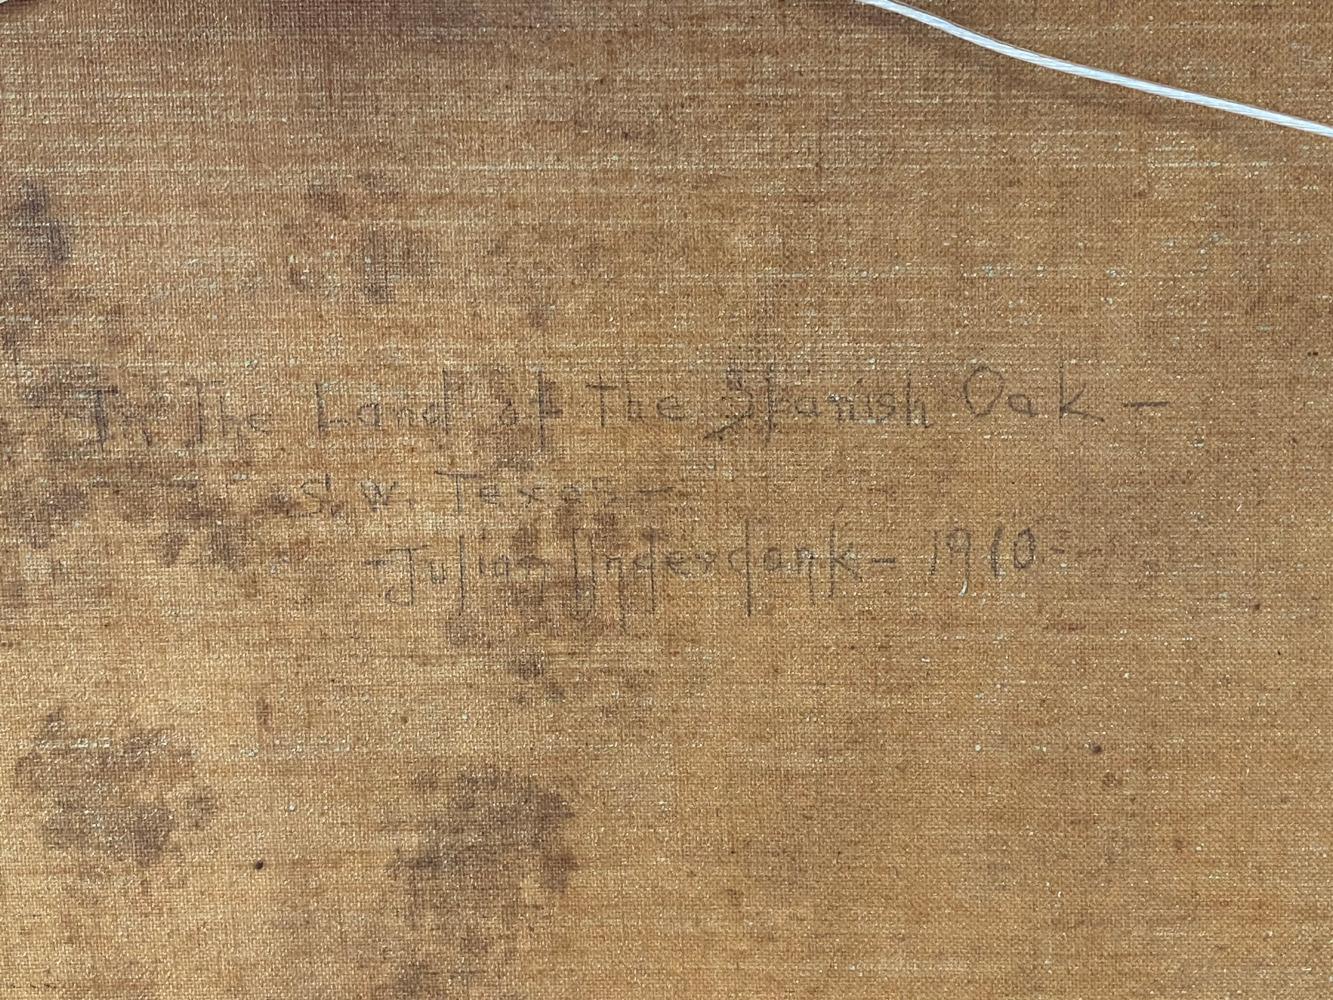 In The Land of The Spanish Oak -
S. W. Texas -
- Julian Onderdonk - 1910 -